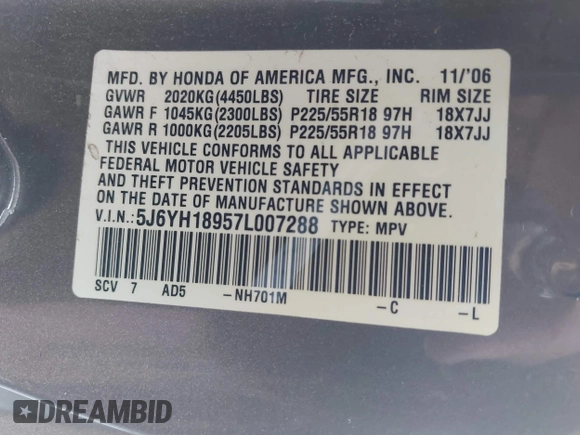 MFD. BY HONDA OF AMERICA MFG., INC. 11/'06
GVWR 2020KG(4450LBS) TIRE SIZE RIM SIZE
GAWR F 1045KG(2300LBS) P225/55R18 97H 18X7JJ
GAWR R 1000KG(2205LBS) P225/55R18 97H 18X7JJ
THIS VEHICLE CONFORMS TO ALL APPLICABLE
FEDERAL MOTOR VEHICLE SAFETY
AND THEFT PREVENTION STANDARDS IN EFFECT
ON THE DATE OF MANUFACTURE SHOWN ABOVE.
V.I.N.:5J6YH18957L007288 TYPE: MPV
SCV 7 AD5 -NH701M -C -L
DREAMBID